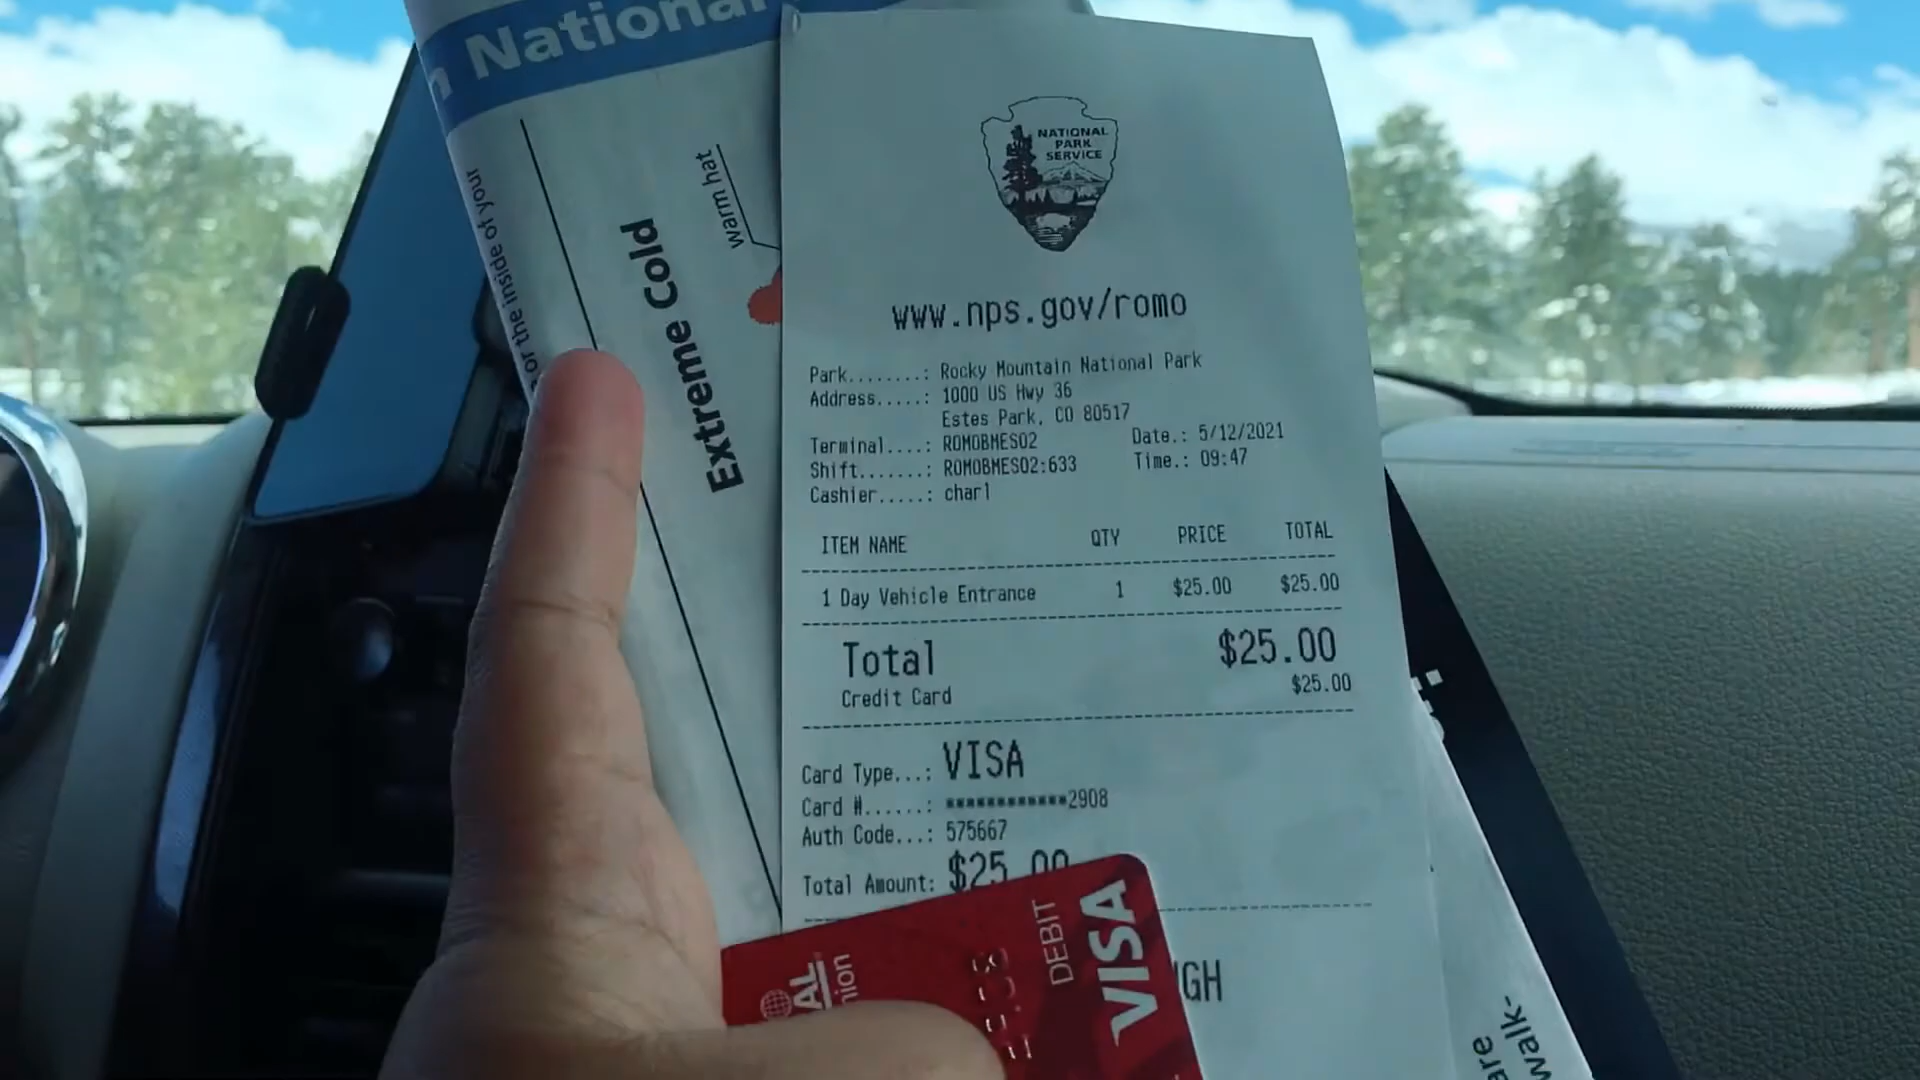 National
or the inside of your
Extreme Cold
warm hat
NATIONAL
PARK
SERVICE
www.nps.gov/romo
Park........: Rocky Mountain National Park
Address.....: 1000 US Hwy 36
Estes Park, CO 80517
Terminal....: ROMOBMES02 Date.: 5/12/2021
Shift.......: ROMOBMES02:633 Time.: 09:47
Cashier.....: charl
ITEM NAME QTY PRICE TOTAL
1 Day Vehicle Entrance 1 $25.00 $25.00
Total $25.00
Credit Card $25.00
Card Type...: VISA
Card #......: ************2908
Auth Code...: 575667
Total Amount: $25.00
DEBIT
VISA
walk-